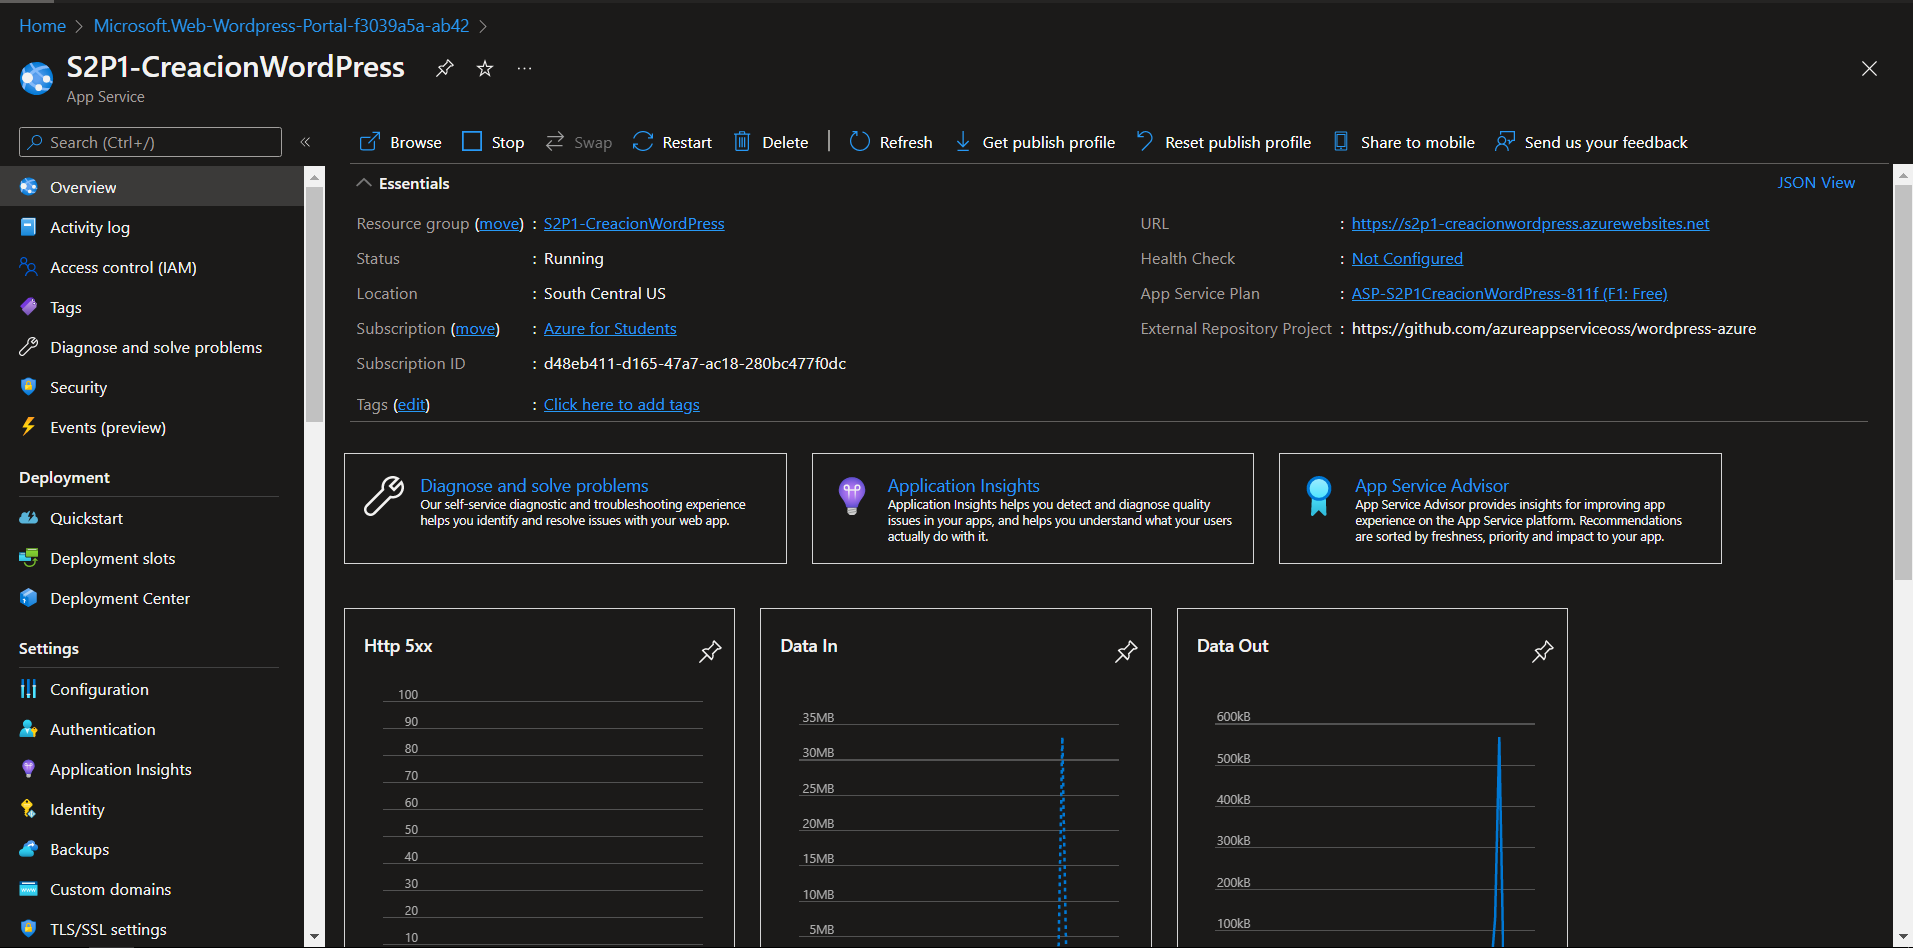 Home > Microsoft.Web-Wordpress-Portal-f3039a5a-ab42 >
S2P1-CreacionWordPress
App Service
Search (Ctrl+/)
«
Browse Stop Swap Restart Delete | Refresh Get publish profile Reset publish profile Share to mobile Send us your feedback
Overview
Activity log
Access control (IAM)
Tags
Diagnose and solve problems
Security
Events (preview)
Deployment
Quickstart
Deployment slots
Deployment Center
Settings
Configuration
Authentication
Application Insights
Identity
Backups
Custom domains
TLS/SSL settings
Essentials
JSON View
Resource group (move) : S2P1-CreacionWordPress
Status : Running
Location : South Central US
Subscription (move) : Azure for Students
Subscription ID : d48eb411-d165-47a7-ac18-280bc477f0dc
Tags (edit) : Click here to add tags
URL : https://s2p1-creacionwordpress.azurewebsites.net
Health Check : Not Configured
App Service Plan : ASP-S2P1CreacionWordPress-811f (F1: Free)
External Repository Project : https://github.com/azureappserviceoss/wordpress-azure
Diagnose and solve problems
Our self-service diagnostic and troubleshooting experience
helps you identify and resolve issues with your web app.
Application Insights
Application Insights helps you detect and diagnose quality
issues in your apps, and helps you understand what your users
actually do with it.
App Service Advisor
App Service Advisor provides insights for improving app
experience on the App Service platform. Recommendations
are sorted by freshness, priority and impact to your app.
Http 5xx
100
90
80
70
60
50
40
30
20
10
Data In
35MB
30MB
25MB
20MB
15MB
10MB
5MB
Data Out
600kB
500kB
400kB
300kB
200kB
100kB